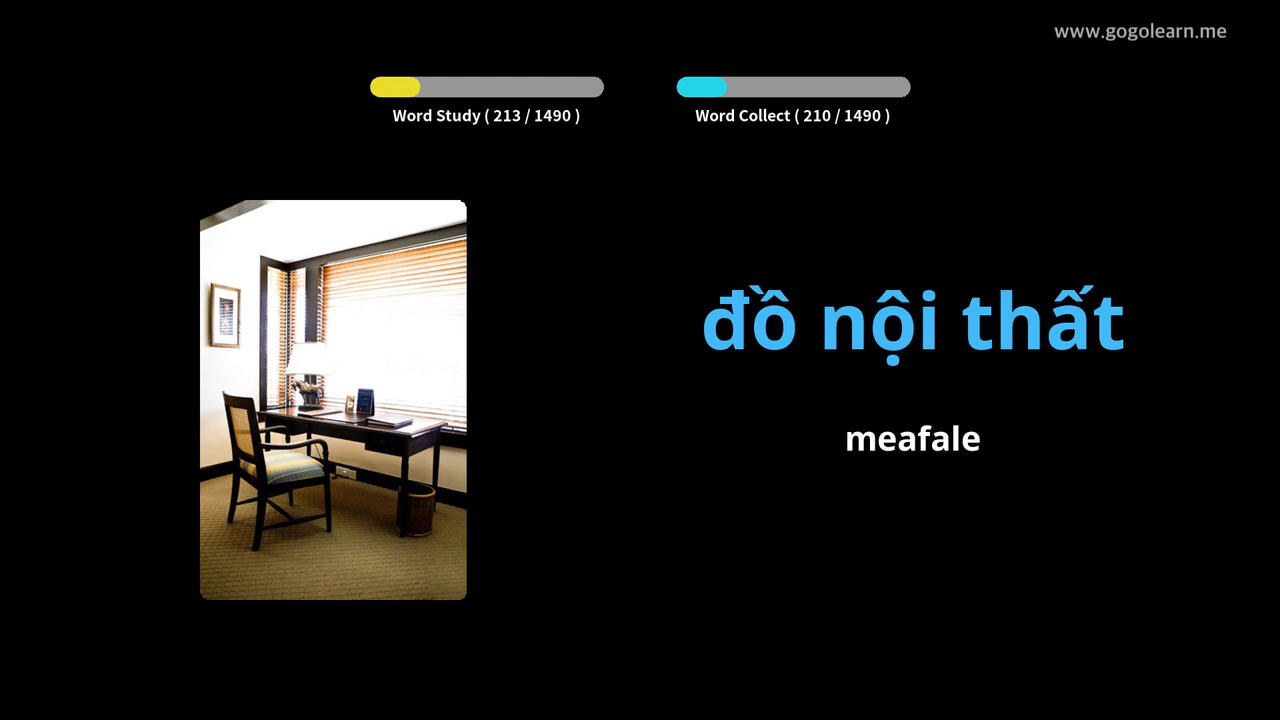 www.gogolearn.me
Word Study ( 213 / 1490 )
Word Collect ( 210 / 1490 )
đồ nội thất
meafale